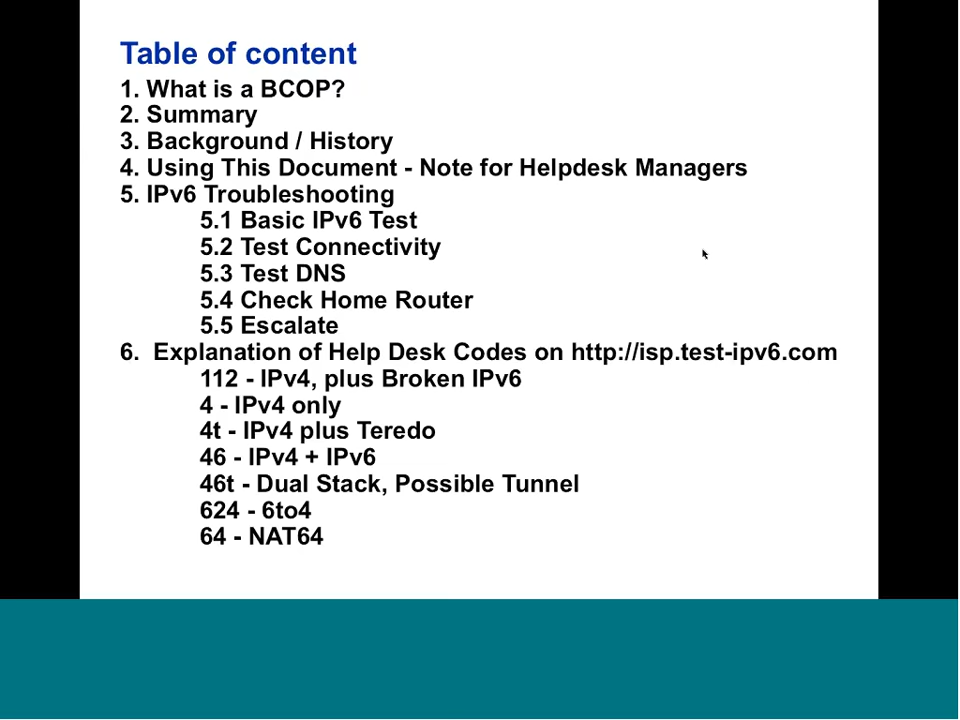 Table of content
1. What is a BCOP?
2. Summary
3. Background / History
4. Using This Document - Note for Helpdesk Managers
5. IPv6 Troubleshooting
5.1 Basic IPv6 Test
5.2 Test Connectivity
5.3 Test DNS
5.4 Check Home Router
5.5 Escalate
6.  Explanation of Help Desk Codes on http://isp.test-ipv6.com
112 - IPv4, plus Broken IPv6
4 - IPv4 only
4t - IPv4 plus Teredo
46 - IPv4 + IPv6
46t - Dual Stack, Possible Tunnel
624 - 6to4
64 - NAT64